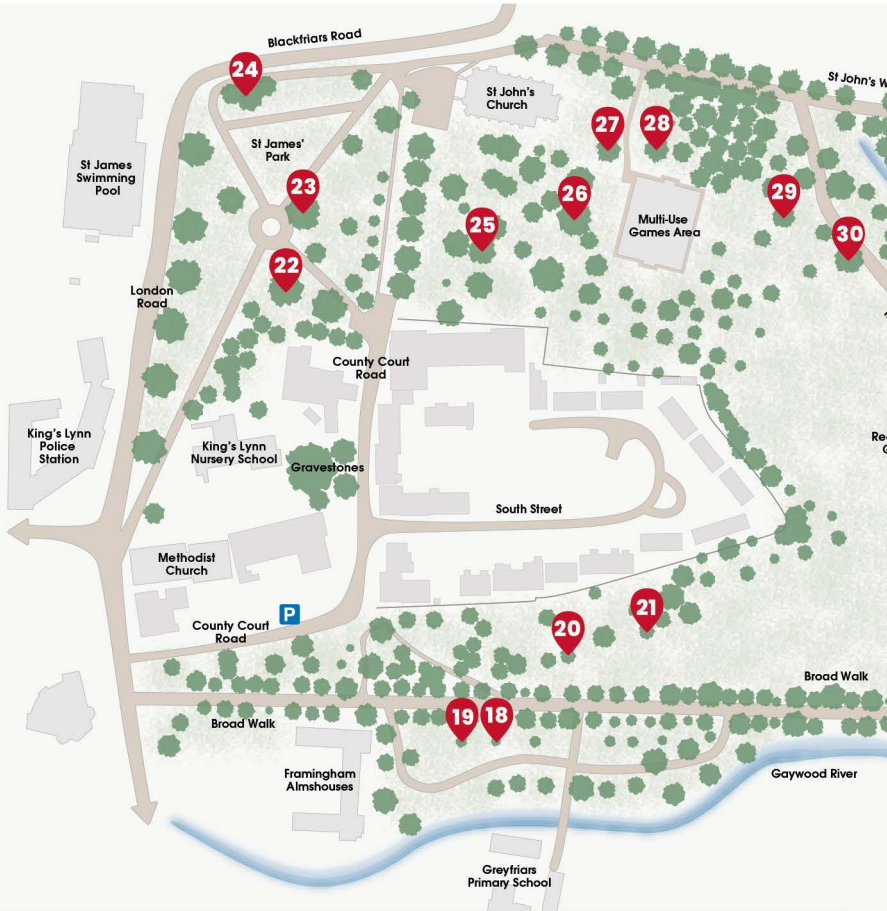 Blackfriars Road
24
St John's
Church
St John's W
St James
Swimming
Pool
St James'
Park
27
28
23
26
25
29
30
Multi-Use
Games Area
22
London
Road
County Court
Road
King's Lynn
Police
Station
King's Lynn
Nursery School
Gravestones
Re
G
South Street
Methodist
Church
P
County Court
Road
20
21
Broad Walk
19
18
Broad Walk
Framingham
Almshouses
Gaywood River
Greyfriars
Primary School